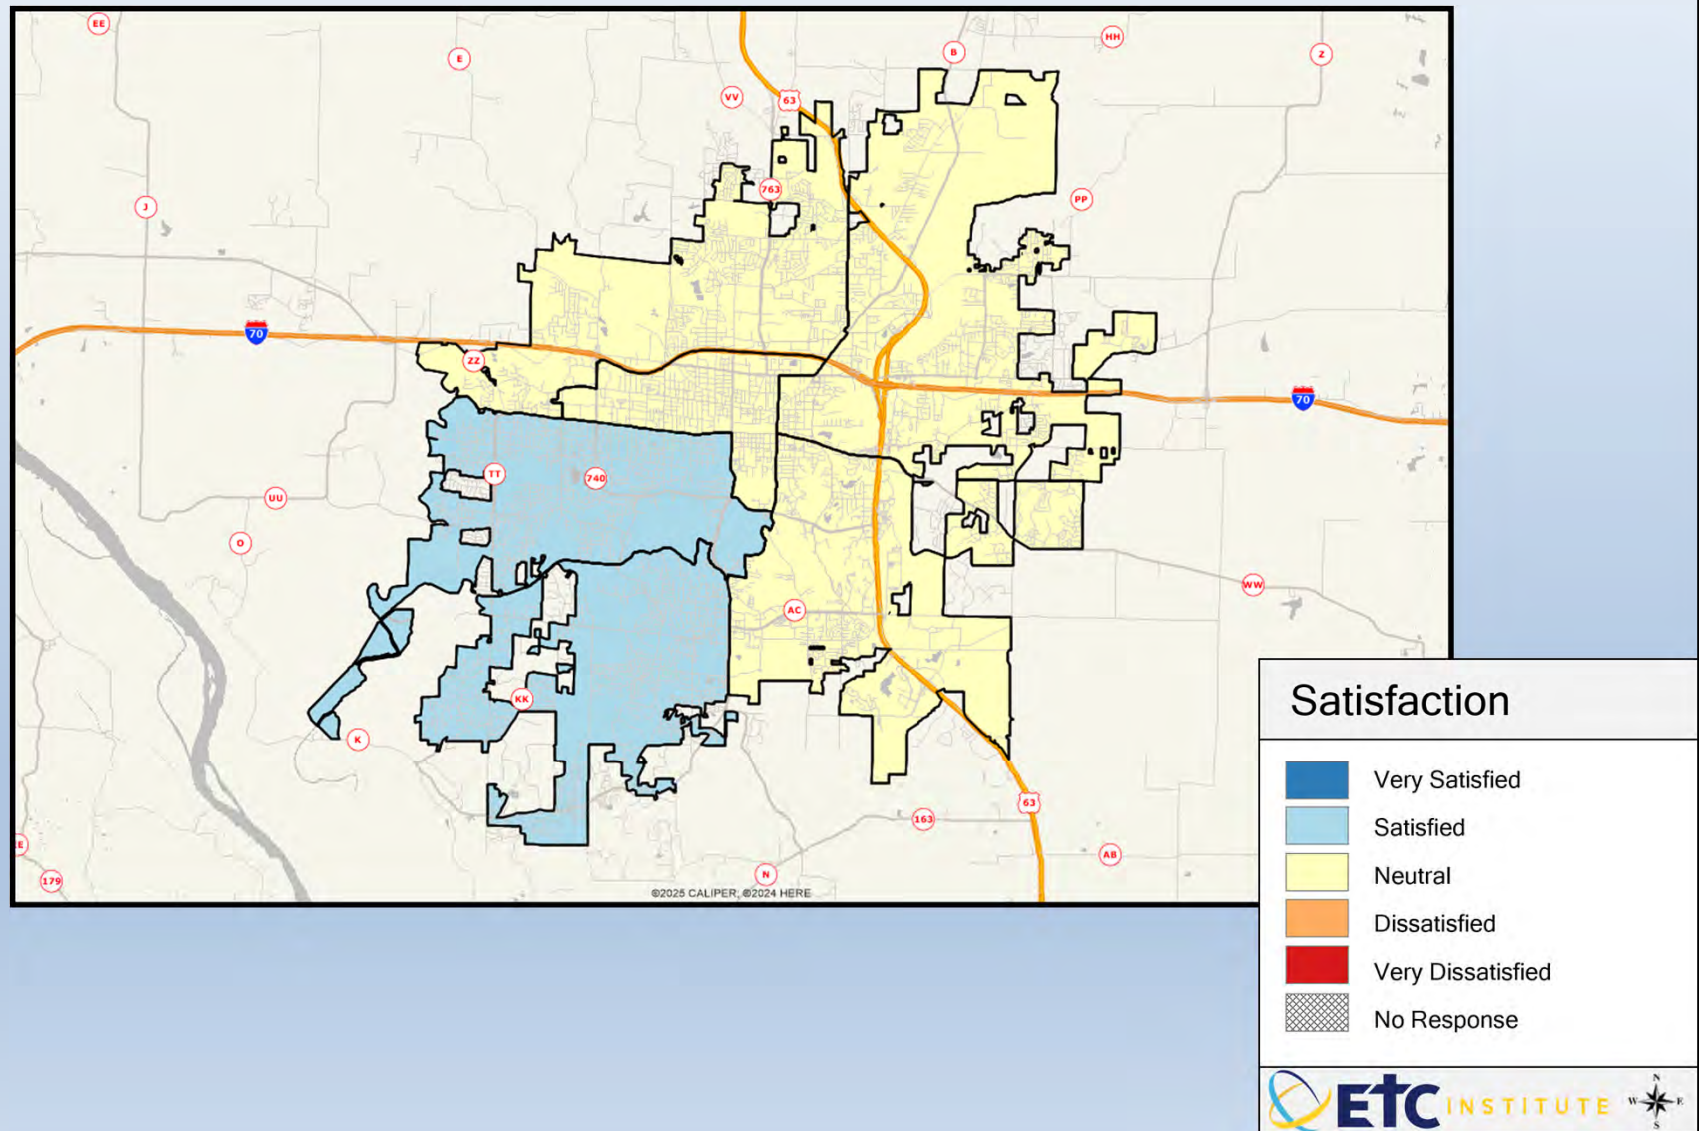 EE
E
B
HH
Z
VV
63
763
J
PP
70
ZZ
70
TT
740
UU
O
WW
AC
KK
K
63
163
AB
N
179
©2025 CALIPER; ©2024 HERE
Satisfaction
Very Satisfied
Satisfied
Neutral
Dissatisfied
Very Dissatisfied
No Response
ETC INSTITUTE
N
W E
S